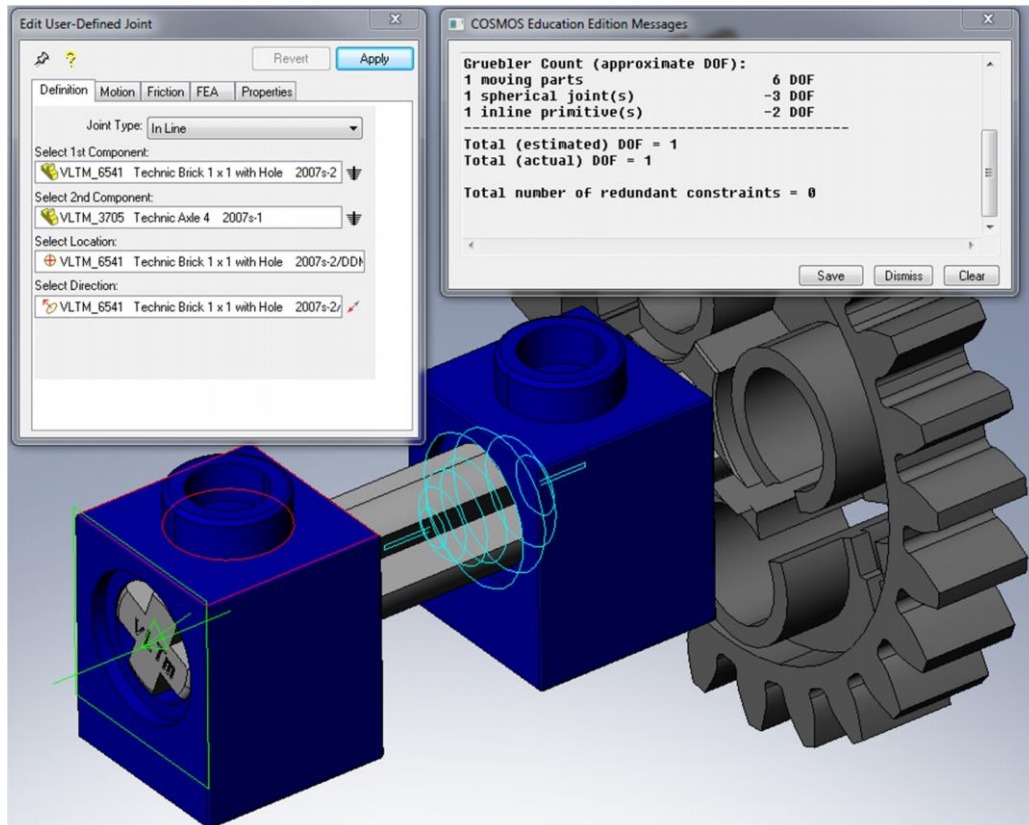 Edit User-Defined Joint
Revert
Apply
Definition
Motion
Friction
FEA
Properties
Joint Type: In Line
Select 1st Component:
VLTM_6541 Technic Brick 1 x 1 with Hole 2007s-2
Select 2nd Component:
VLTM_3705 Technic Axle 4 2007s-1
Select Location:
VLTM_6541 Technic Brick 1 x 1 with Hole 2007s-2/DDM
Select Direction:
VLTM_6541 Technic Brick 1 x 1 with Hole 2007s-2/
COSMOS Education Edition Messages
Gruebler Count (approximate DOF):
1 moving parts 6 DOF
1 spherical joint(s) -3 DOF
1 inline primitive(s) -2 DOF
-----------------------------------------------
Total (estimated) DOF = 1
Total (actual) DOF = 1
Total number of redundant constraints = 0
Save
Dismiss
Clear
VLTm